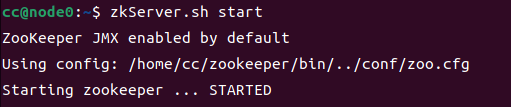 cc@node0:~$ zkServer.sh start
ZooKeeper JMX enabled by default
Using config: /home/cc/zookeeper/bin/../conf/zoo.cfg
Starting zookeeper ... STARTED